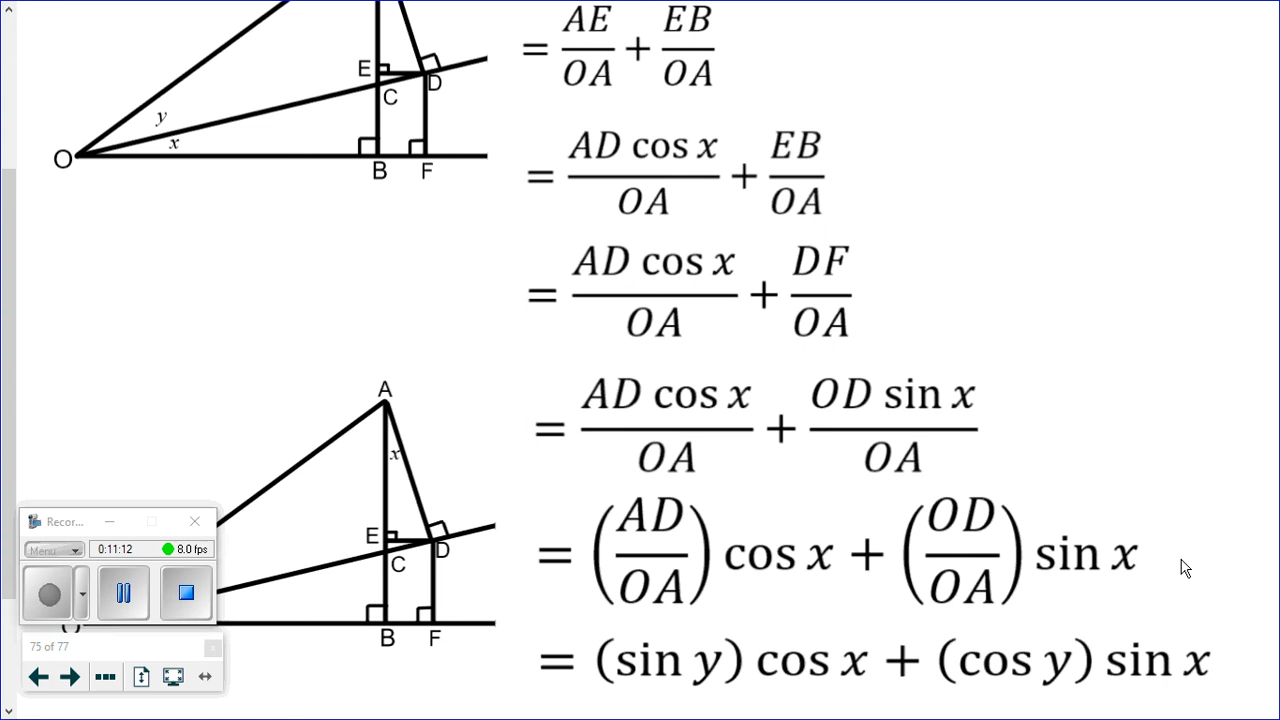 = AE/OA + EB/OA
E
D
C
y
x
O
B F
= AD cos x/OA + EB/OA
= AD cos x/OA + DF/OA
A
x
E
D
C
B F
= AD cos x/OA + OD sin x/OA
= (AD/OA) cos x + (OD/OA) sin x
= (sin y) cos x + (cos y) sin x
Recor...
Menu 0:11:12 8.0 fps
75 of 77